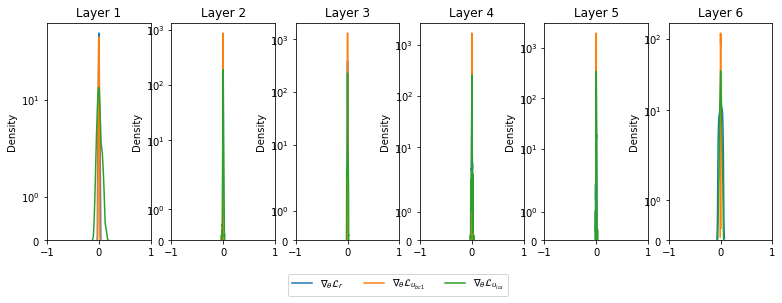 Layer 1 Layer 2 Layer 3 Layer 4 Layer 5 Layer 6
10¹ 10⁰ 0 Density
10³ 10² 10¹ 10⁰ 0 Density
10³ 10² 10¹ 10⁰ 0 Density
10³ 10² 10¹ 10⁰ 0 Density
10³ 10² 10¹ 10⁰ 0 Density
10² 10¹ 10⁰ 0 Density
−1 0 1 −1 0 1 −1 0 1 −1 0 1 −1 0 1 −1 0 1
∇θℒr ∇θℒu_bc1 ∇θℒu_ics